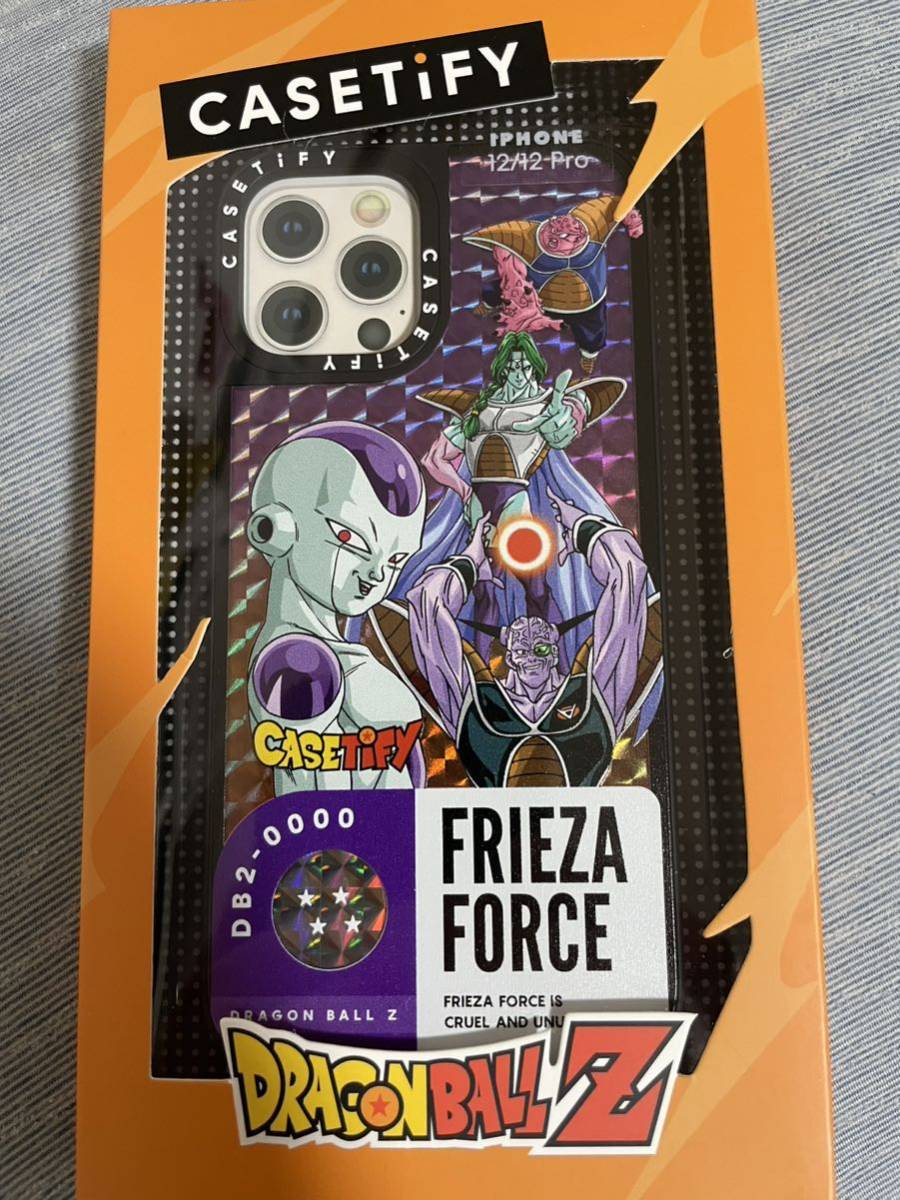 CASETiFY
IPHONE
12/12 Pro
CASETiFY
CASETiFY
CASETiFY
DB2-0000
FRIEZA
FORCE
FRIEZA FORCE IS
CRUEL AND UNU
DRAGON BALL Z
DRAGON BALL Z